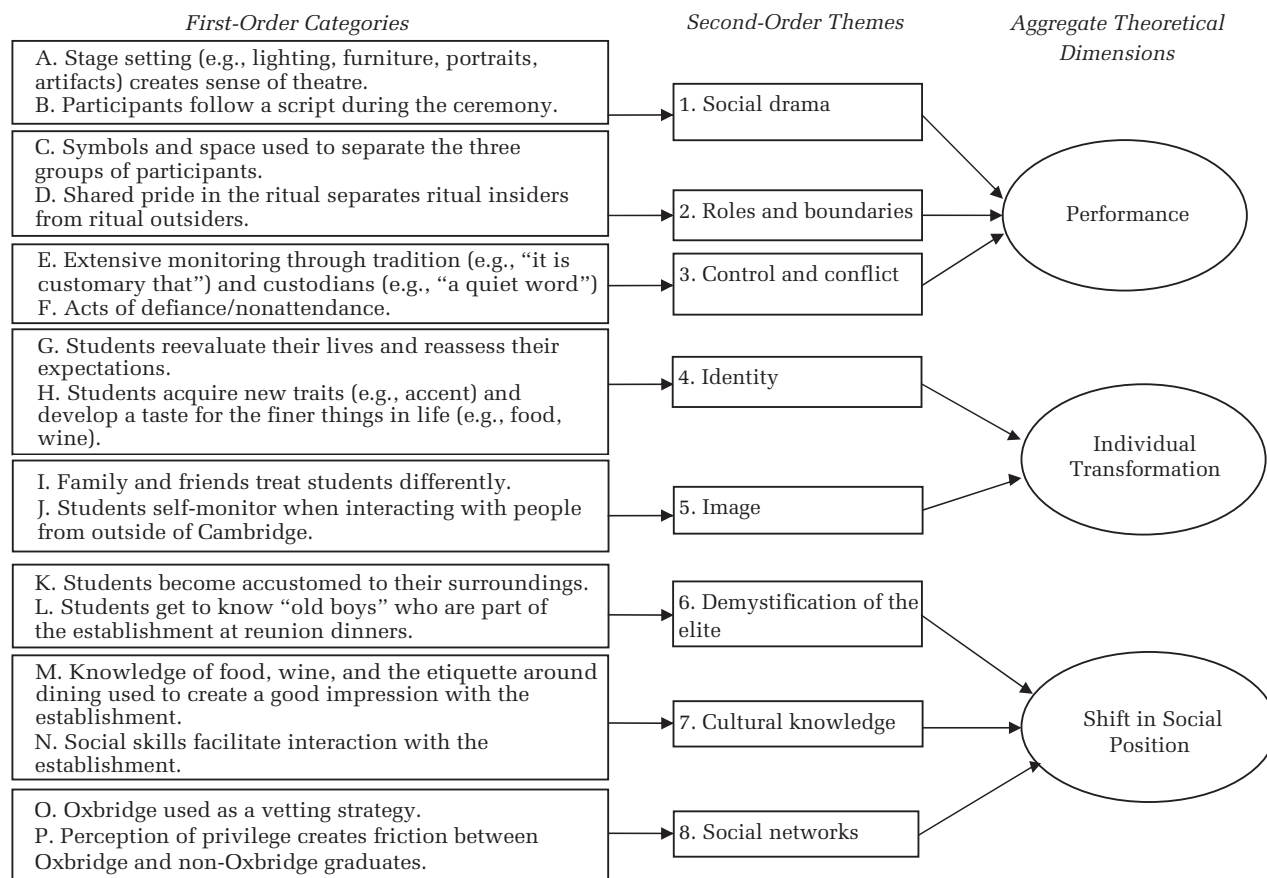 First-Order Categories
Second-Order Themes
Aggregate Theoretical
Dimensions
A. Stage setting (e.g., lighting, furniture, portraits,
artifacts) creates sense of theatre.
B. Participants follow a script during the ceremony.
1. Social drama
C. Symbols and space used to separate the three
groups of participants.
D. Shared pride in the ritual separates ritual insiders
from ritual outsiders.
2. Roles and boundaries
Performance
E. Extensive monitoring through tradition (e.g., “it is
customary that”) and custodians (e.g., “a quiet word”)
F. Acts of defiance/nonattendance.
3. Control and conflict
G. Students reevaluate their lives and reassess their
expectations.
H. Students acquire new traits (e.g., accent) and
develop a taste for the finer things in life (e.g., food,
wine).
4. Identity
Individual
Transformation
I. Family and friends treat students differently.
J. Students self-monitor when interacting with people
from outside of Cambridge.
5. Image
K. Students become accustomed to their surroundings.
L. Students get to know “old boys” who are part of
the establishment at reunion dinners.
6. Demystification of the
elite
M. Knowledge of food, wine, and the etiquette around
dining used to create a good impression with the
establishment.
N. Social skills facilitate interaction with the
establishment.
7. Cultural knowledge
Shift in Social
Position
O. Oxbridge used as a vetting strategy.
P. Perception of privilege creates friction between
Oxbridge and non-Oxbridge graduates.
8. Social networks